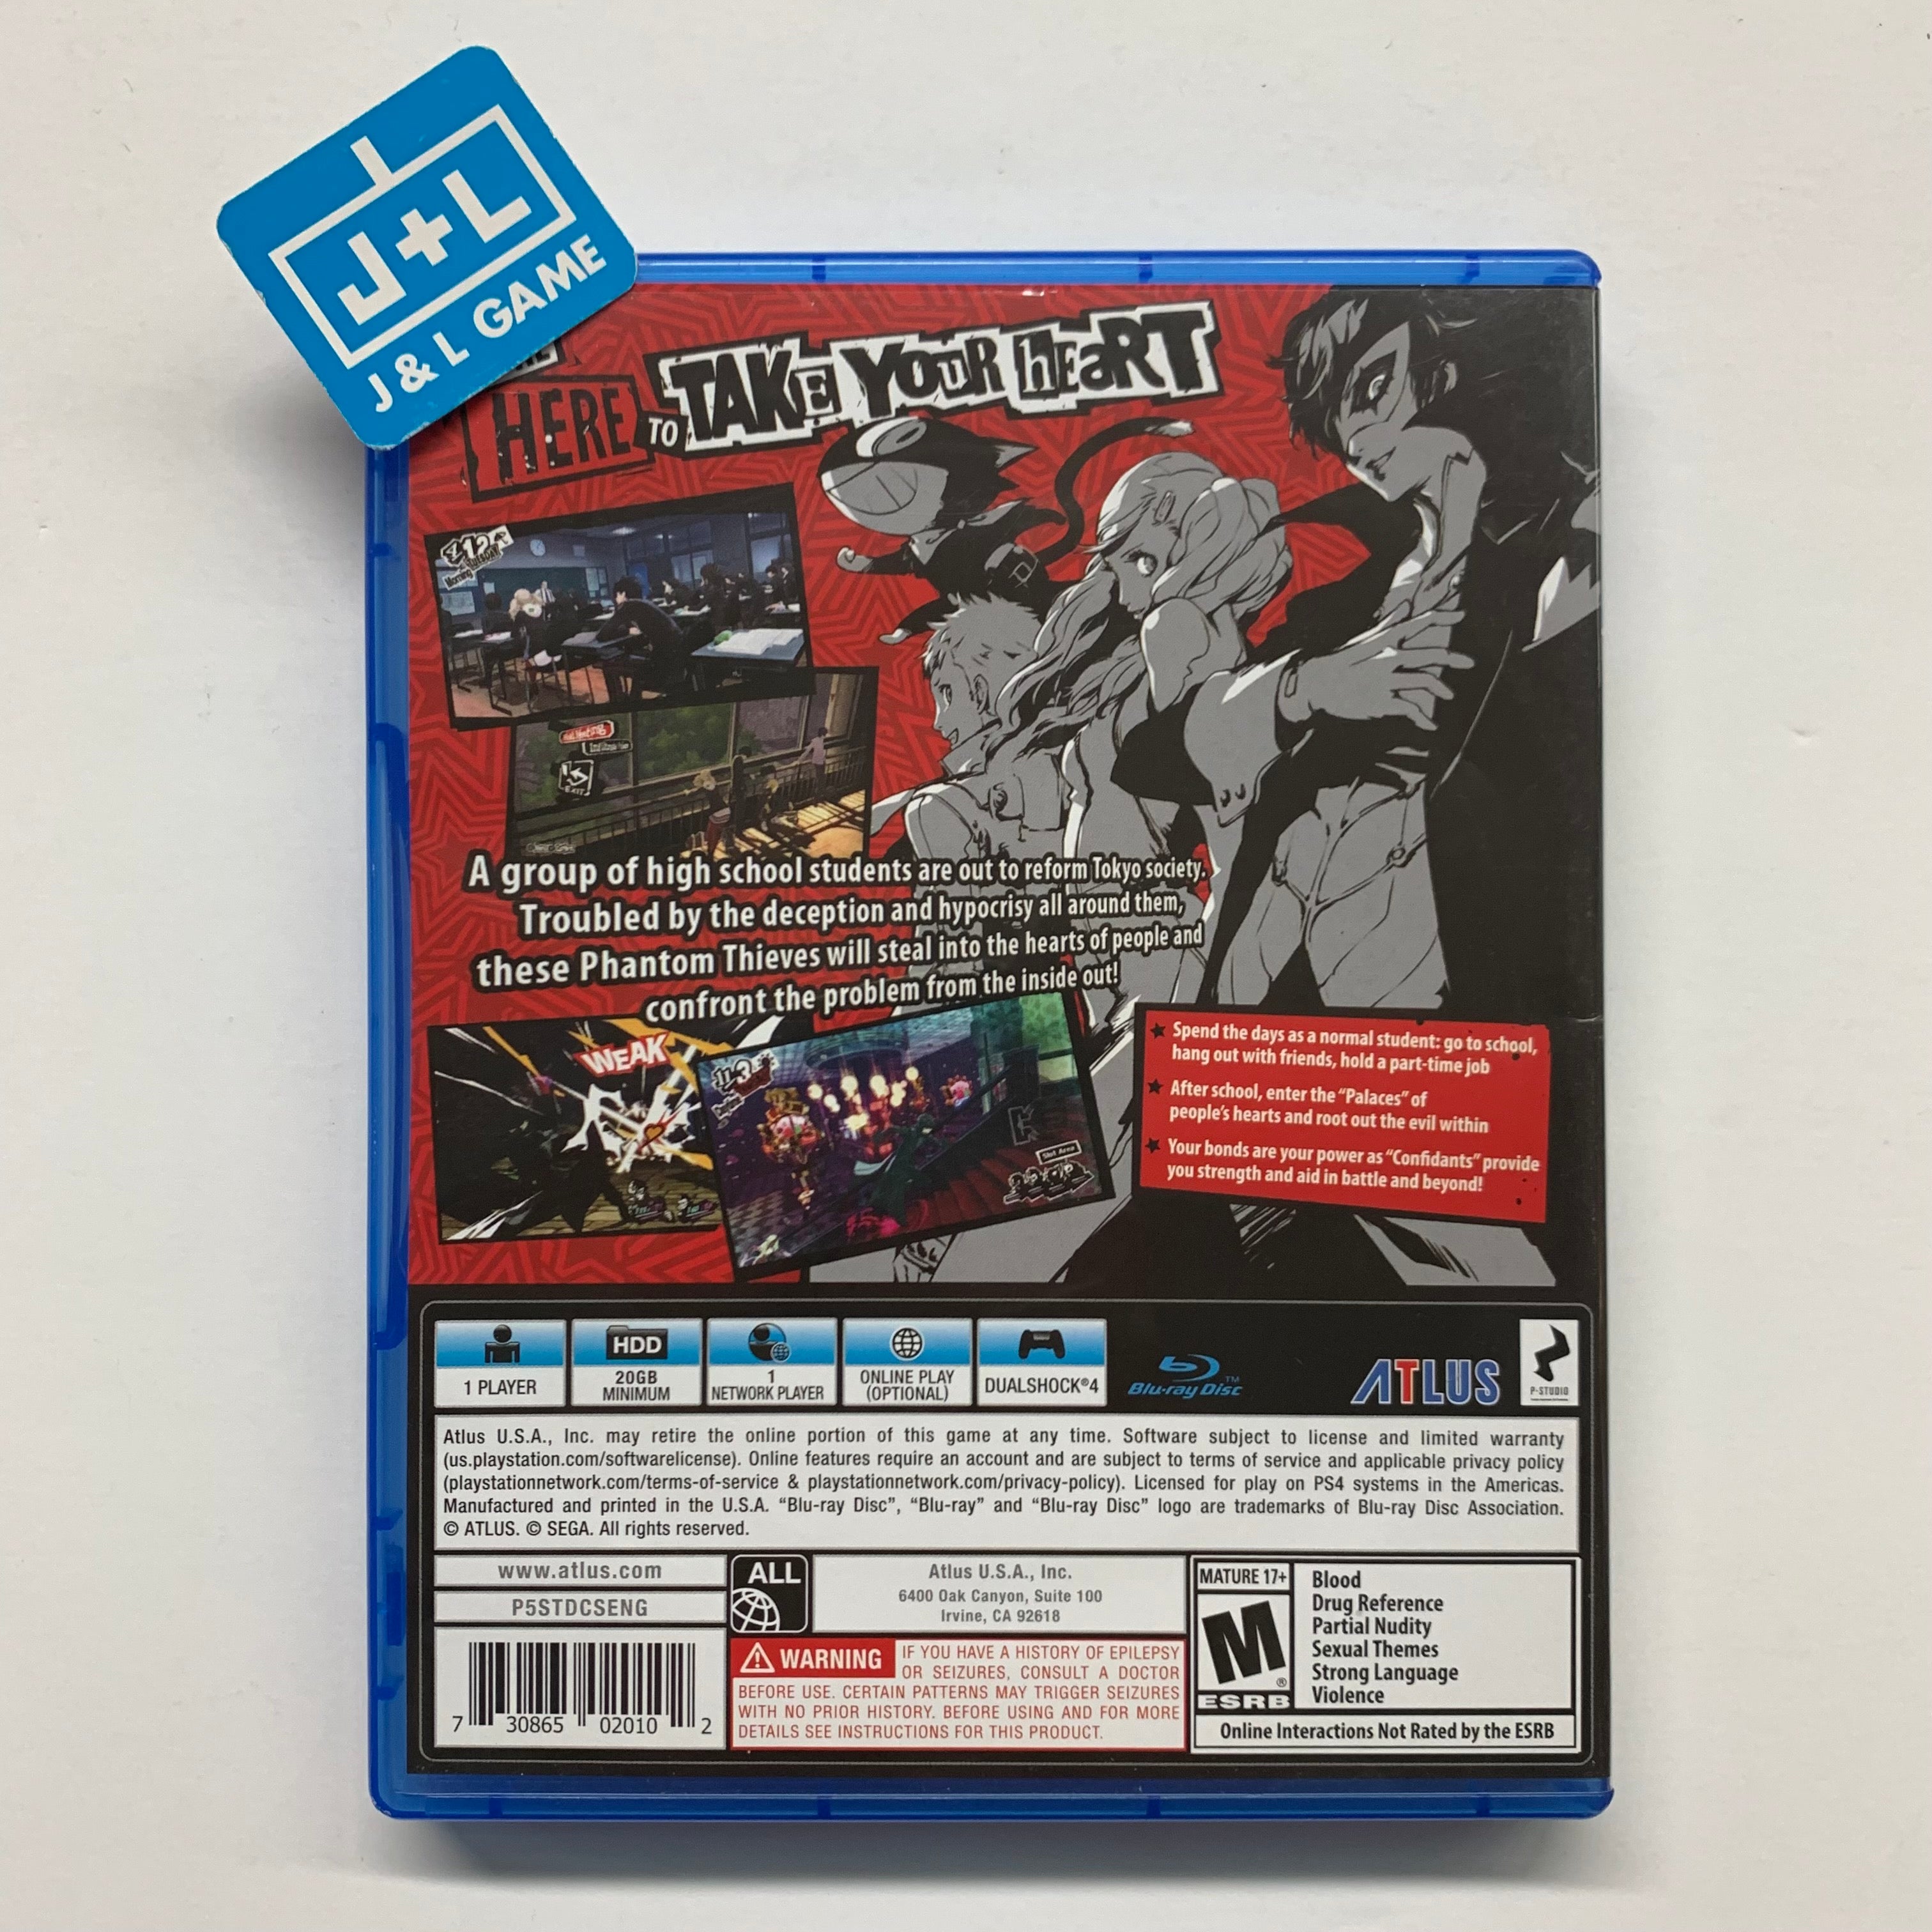 J+L
J & L GAME
HERE TO TAKE YOUR HEART
12
Morning TUESDAY
EXIT
A group of high school students are out to reform Tokyo society.
Troubled by the deception and hypocrisy all around them,
these Phantom Thieves will steal into the hearts of people and
confront the problem from the inside out!
WEAK
11 3
Slot Area
★ Spend the days as a normal student: go to school,
hang out with friends, hold a part-time job
★ After school, enter the “Palaces” of
people’s hearts and root out the evil within
★ Your bonds are your power as “Confidants” provide
you strength and aid in battle and beyond!
HDD
1 PLAYER
20GB
MINIMUM
1
NETWORK PLAYER
ONLINE PLAY
(OPTIONAL)
DUALSHOCK®4
Blu-ray Disc™
ATLUS
P-STUDIO
Atlus U.S.A., Inc. may retire the online portion of this game at any time. Software subject to license and limited warranty
(us.playstation.com/softwarelicense). Online features require an account and are subject to terms of service and applicable privacy policy
(playstationnetwork.com/terms-of-service & playstationnetwork.com/privacy-policy). Licensed for play on PS4 systems in the Americas.
Manufactured and printed in the U.S.A. “Blu-ray Disc”, “Blu-ray” and “Blu-ray Disc” logo are trademarks of Blu-ray Disc Association.
© ATLUS. © SEGA. All rights reserved.
www.atlus.com
P5STDCSENG
ALL
Atlus U.S.A., Inc.
6400 Oak Canyon, Suite 100
Irvine, CA 92618
WARNING IF YOU HAVE A HISTORY OF EPILEPSY
OR SEIZURES, CONSULT A DOCTOR
BEFORE USE. CERTAIN PATTERNS MAY TRIGGER SEIZURES
WITH NO PRIOR HISTORY. BEFORE USING AND FOR MORE
DETAILS SEE INSTRUCTIONS FOR THIS PRODUCT.
7 30865 02010 2
MATURE 17+
M
®
ESRB
Blood
Drug Reference
Partial Nudity
Sexual Themes
Strong Language
Violence
Online Interactions Not Rated by the ESRB